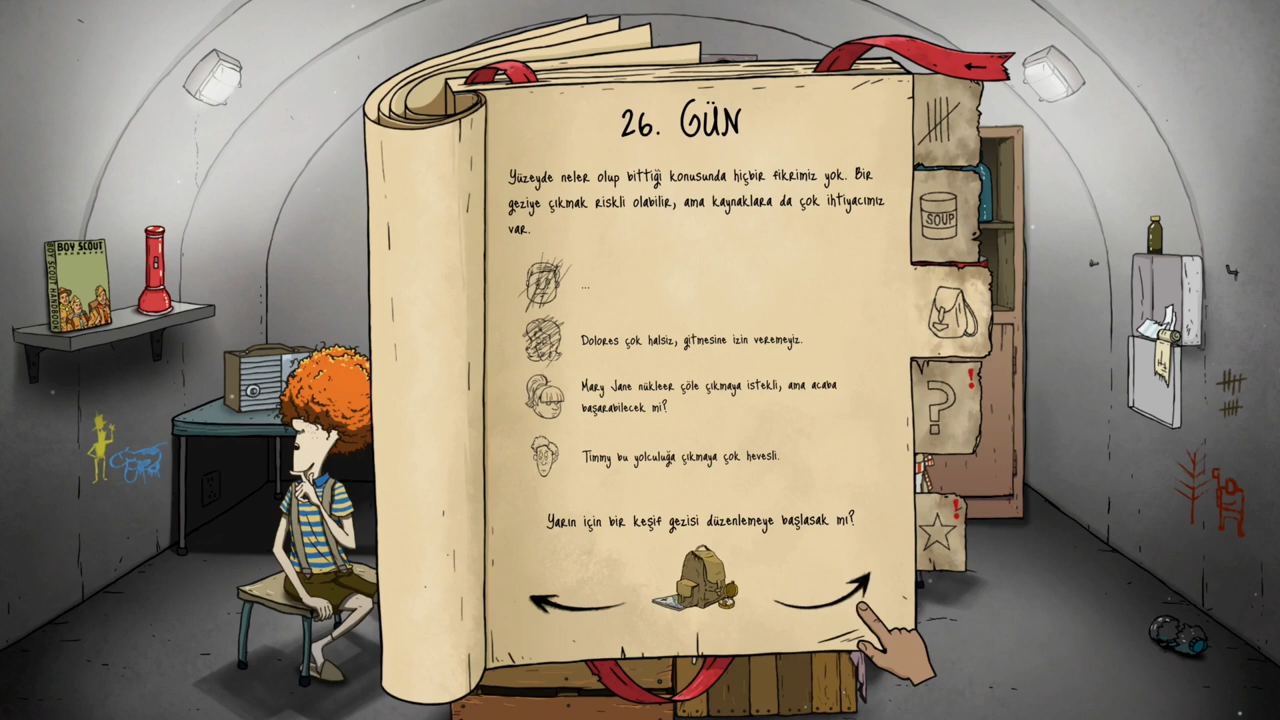 26. GÜN
Yüzeyde neler olup bittiği konusunda hiçbir fikrimiz yok. Bir
geziye çıkmak riskli olabilir, ama kaynaklara da çok ihtiyacımız
var.
...
Dolores çok halsiz, gitmesine izin veremeyiz.
Mary Jane nükleer çöle çıkmaya istekli, ama acaba
başarabilecek mi?
Timmy bu yolculuğa çıkmaya çok hevesli.
Yarın için bir keşif gezisi düzenlemeye başlasak mı?
SOUP
?
!
!
BOY SCOUT
BOY SCOUT HANDBOOK